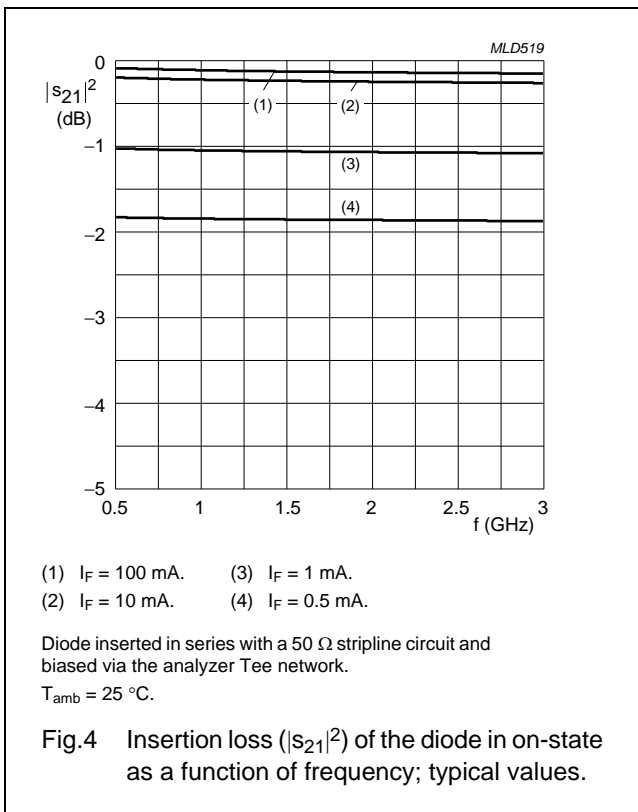 MLD519
0
|s21|2
(dB)
(1)
(2)
−1
(3)
(4)
−2
−3
−4
−5
0.5 1 1.5 2 2.5 3
f (GHz)
(1) IF = 100 mA. (3) IF = 1 mA.
(2) IF = 10 mA. (4) IF = 0.5 mA.
Diode inserted in series with a 50 Ω stripline circuit and
biased via the analyzer Tee network.
Tamb = 25 °C.
Fig.4 Insertion loss (|s21|2) of the diode in on-state
as a function of frequency; typical values.